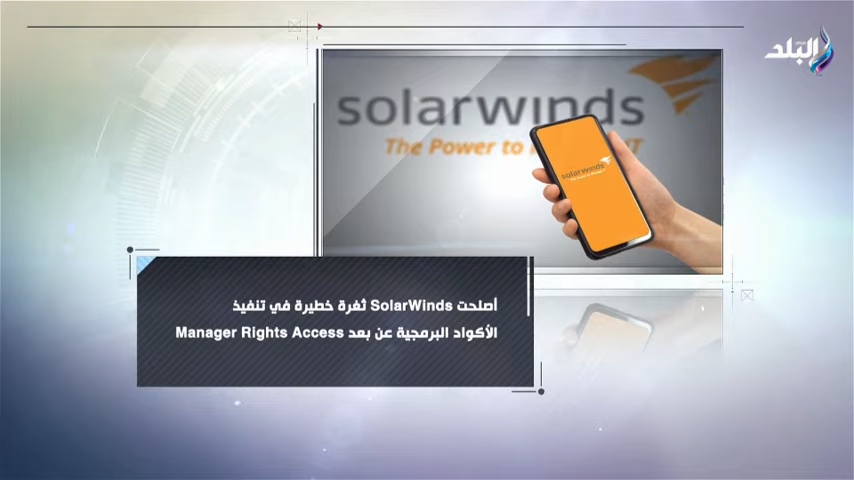 البلد
solarwinds
The Power to
IT
solarwinds
أصلحت SolarWinds ثغرة خطيرة في تنفيذ
الأكواد البرمجية عن بعد Manager Rights Access